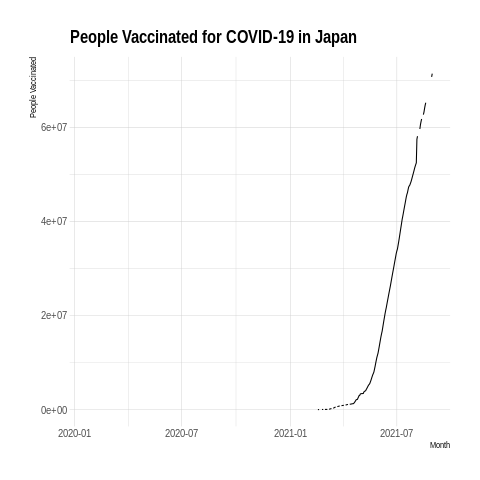 People Vaccinated for COVID-19 in Japan
People Vaccinated
6e+07
4e+07
2e+07
0e+00
2020-01
2020-07
2021-01
2021-07
Month